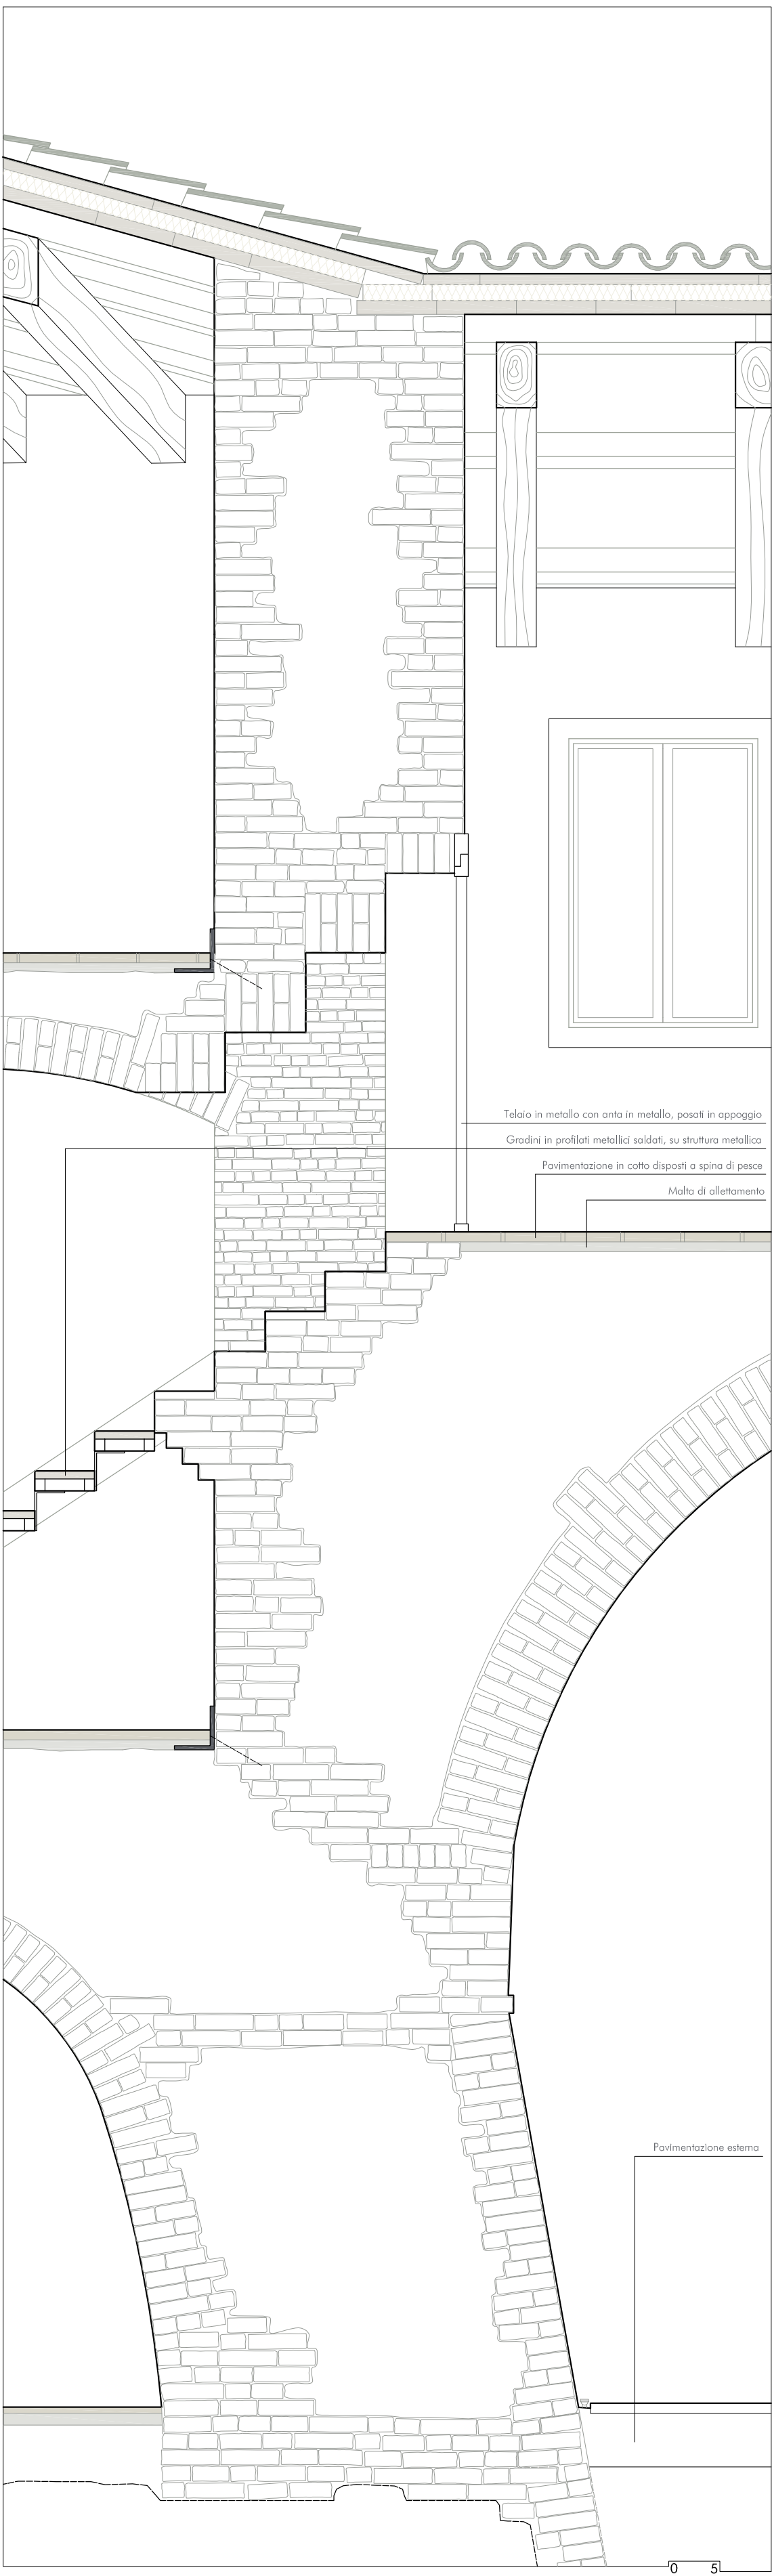 Telaio in metallo con anta in metallo, posati in appoggio
Gradini in profilati metallici saldati, su struttura metallica
Pavimentazione in cotto disposti a spina di pesce
Malta di allettamento
Pavimentazione esterna
0 5